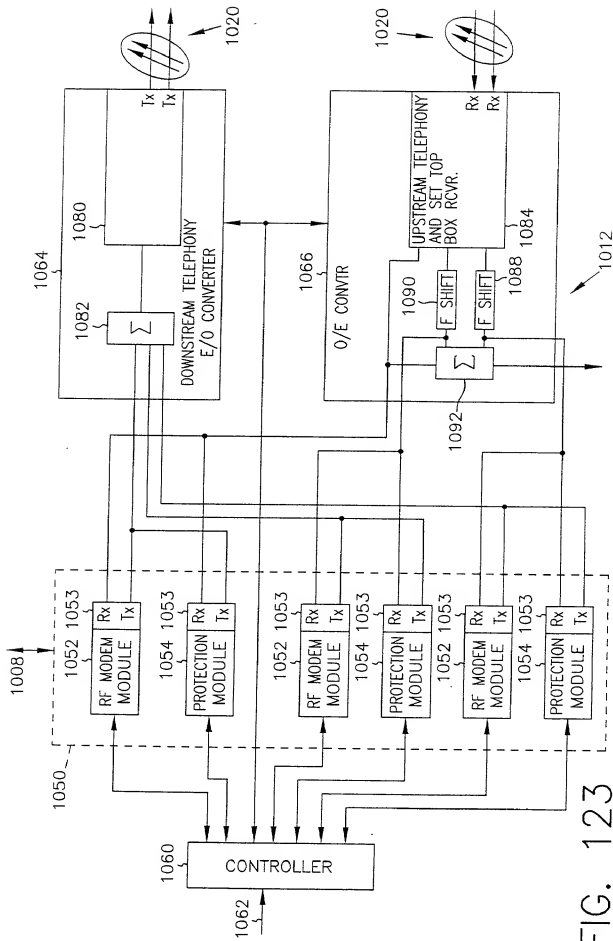 1020
1020
Tx
Tx
1080
1064
1082
Σ
DOWNSTREAM TELEPHONY
E/O CONVERTER
Rx
Rx
UPSTREAM TELEPHONY
AND SET TOP
BOX RCVR.
1084
1066
O/E CONVTR
1090
F SHIFT
F SHIFT
1088
Σ
1092
1012
1008
1050
1052
1053
RF MODEM
MODULE
Rx
Tx
1054
1053
PROTECTION
MODULE
Rx
Tx
1052
1053
RF MODEM
MODULE
Rx
Tx
1054
1053
PROTECTION
MODULE
Rx
Tx
1052
1053
RF MODEM
MODULE
Rx
Tx
1054
1053
PROTECTION
MODULE
Rx
Tx
1060
CONTROLLER
1062
FIG. 123